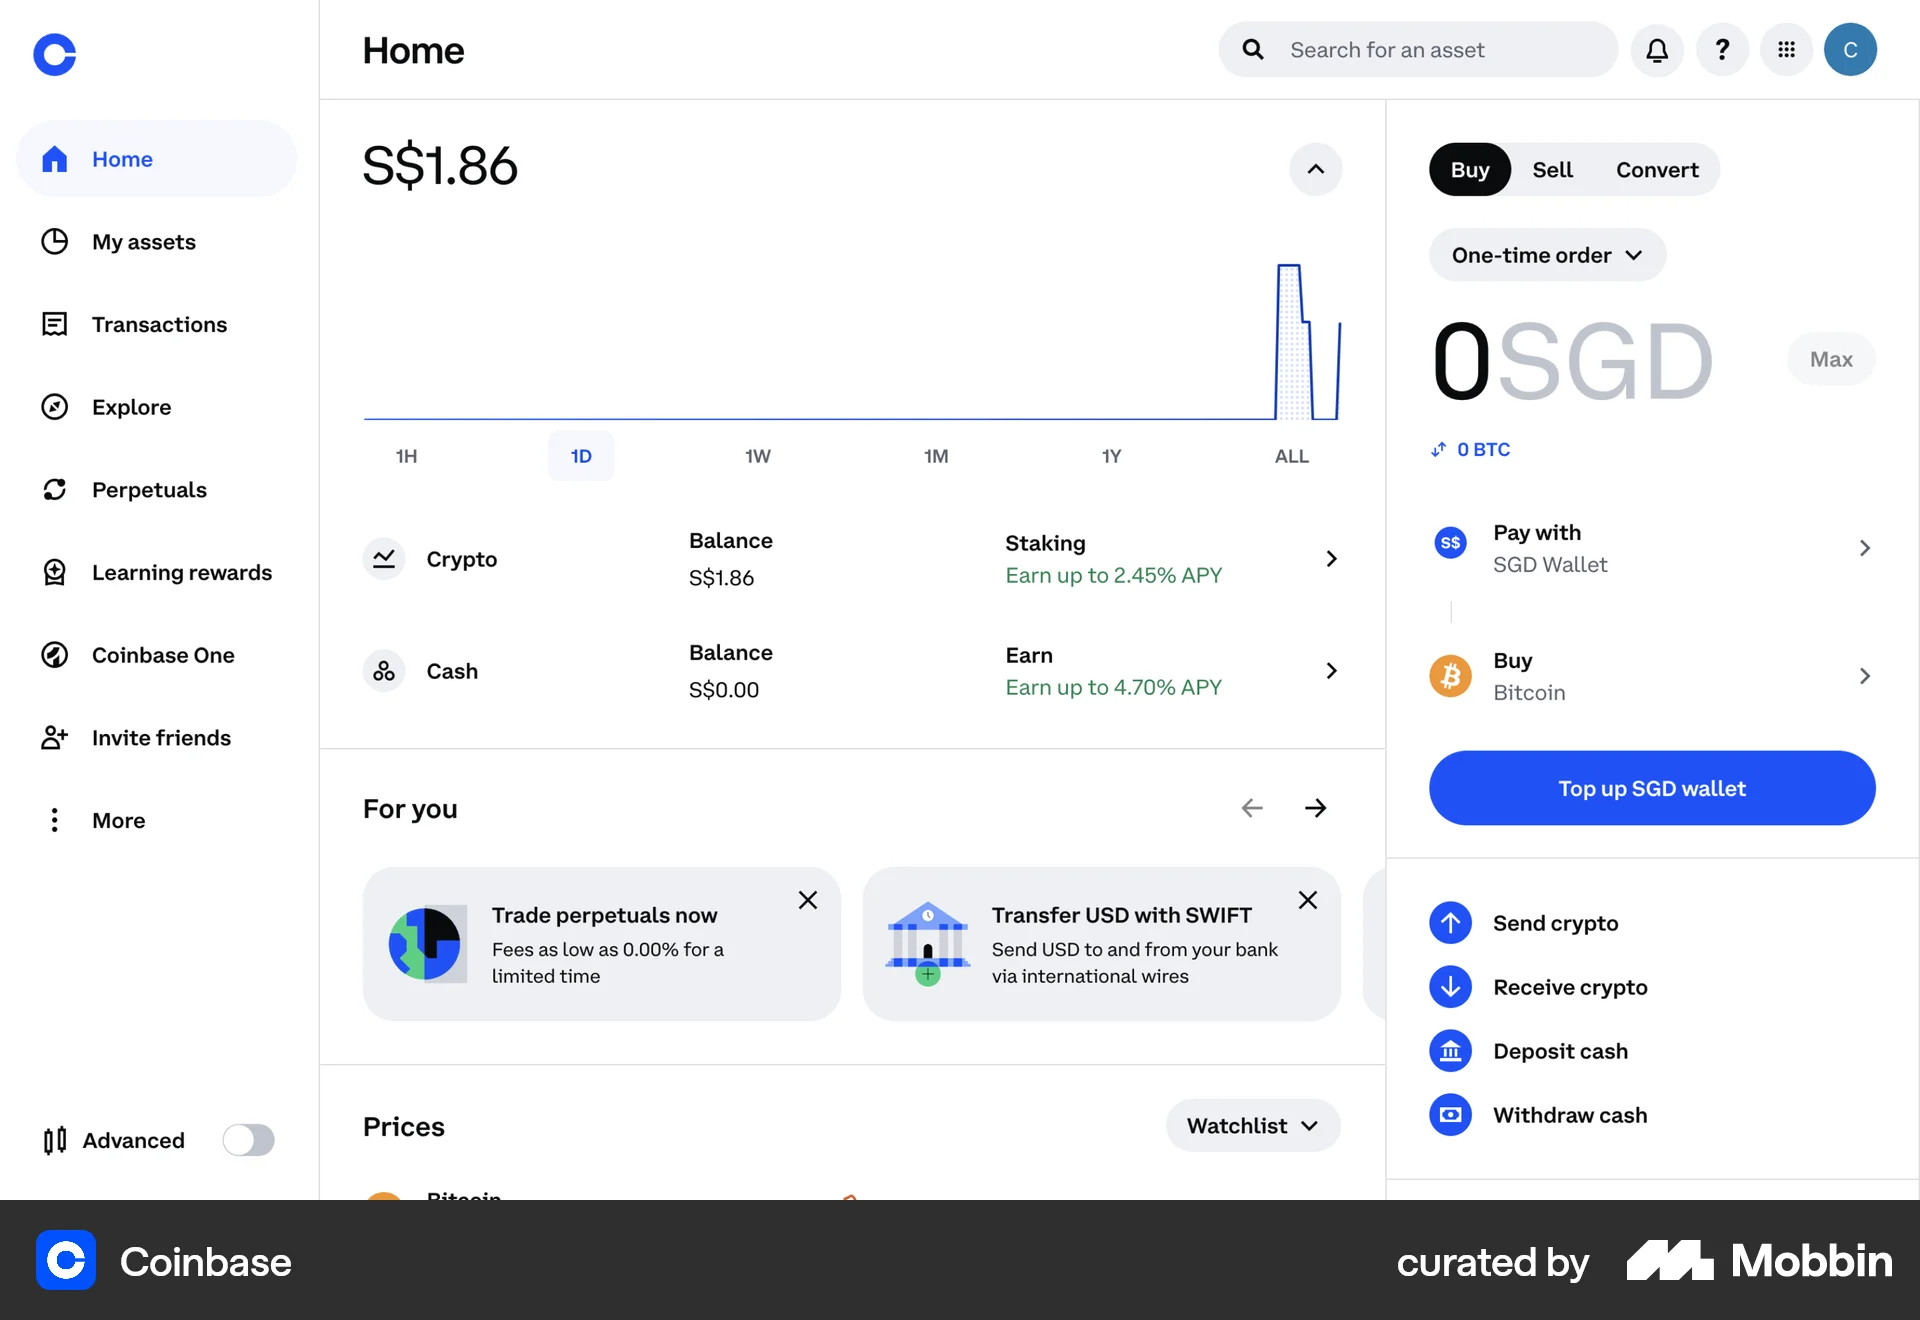 Home
Search for an asset
?
C
Home
My assets
Transactions
Explore
Perpetuals
Learning rewards
Coinbase One
Invite friends
More
Advanced
S$1.86
1H
1D
1W
1M
1Y
ALL
Crypto
Balance
S$1.86
Staking
Earn up to 2.45% APY
Cash
Balance
S$0.00
Earn
Earn up to 4.70% APY
For you
Trade perpetuals now
Fees as low as 0.00% for a
limited time
Transfer USD with SWIFT
Send USD to and from your bank
via international wires
Prices
Watchlist
Bitcoin
Buy
Sell
Convert
One-time order
0SGD
Max
0 BTC
S$
Pay with
SGD Wallet
Buy
Bitcoin
Top up SGD wallet
Send crypto
Receive crypto
Deposit cash
Withdraw cash
Coinbase
curated by
Mobbin